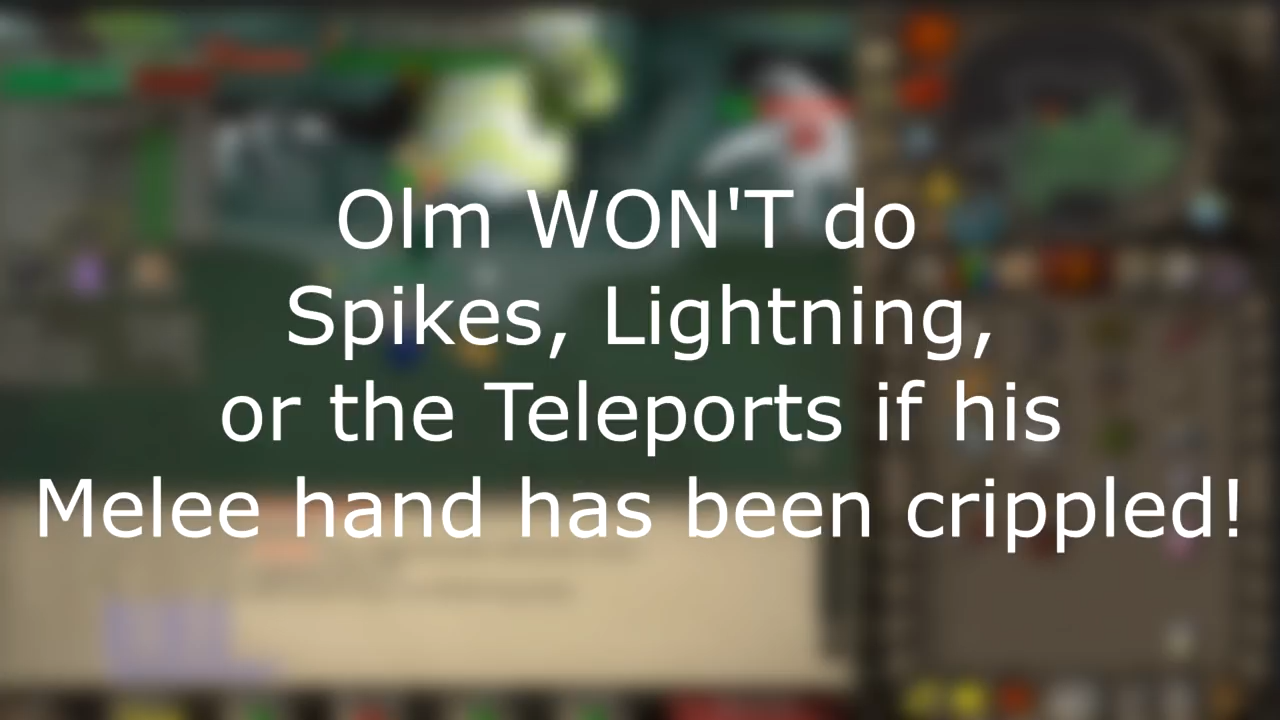 Olm WON'T do
Spikes, Lightning,
or the Teleports if his
Melee hand has been crippled!